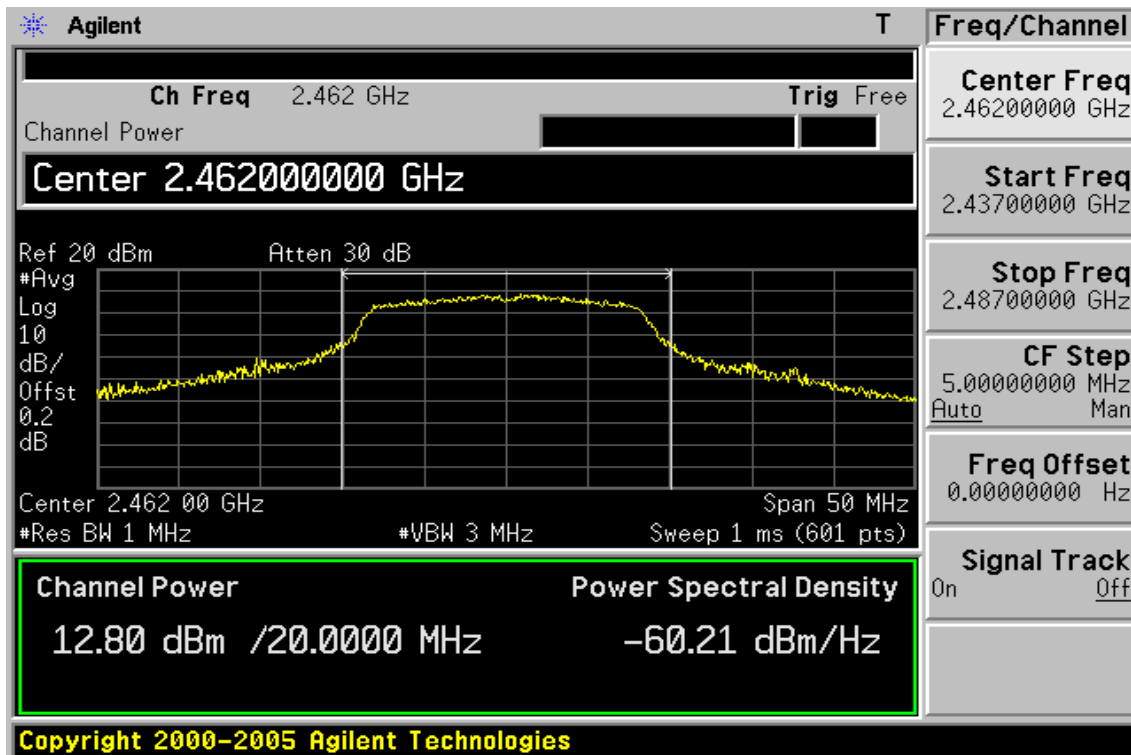 Agilent T
Ch Freq 2.462 GHz Trig Free
Channel Power
Center 2.462000000 GHz
Ref 20 dBm Atten 30 dB
#Avg
Log
10
dB/
Offst
0.2
dB
Center 2.462 00 GHz Span 50 MHz
#Res BW 1 MHz #VBW 3 MHz Sweep 1 ms (601 pts)
Channel Power Power Spectral Density
12.80 dBm /20.0000 MHz -60.21 dBm/Hz
Copyright 2000-2005 Agilent Technologies
Freq/Channel
Center Freq
2.46200000 GHz
Start Freq
2.43700000 GHz
Stop Freq
2.48700000 GHz
CF Step
5.00000000 MHz
Auto Man
Freq Offset
0.00000000 Hz
Signal Track
On Off